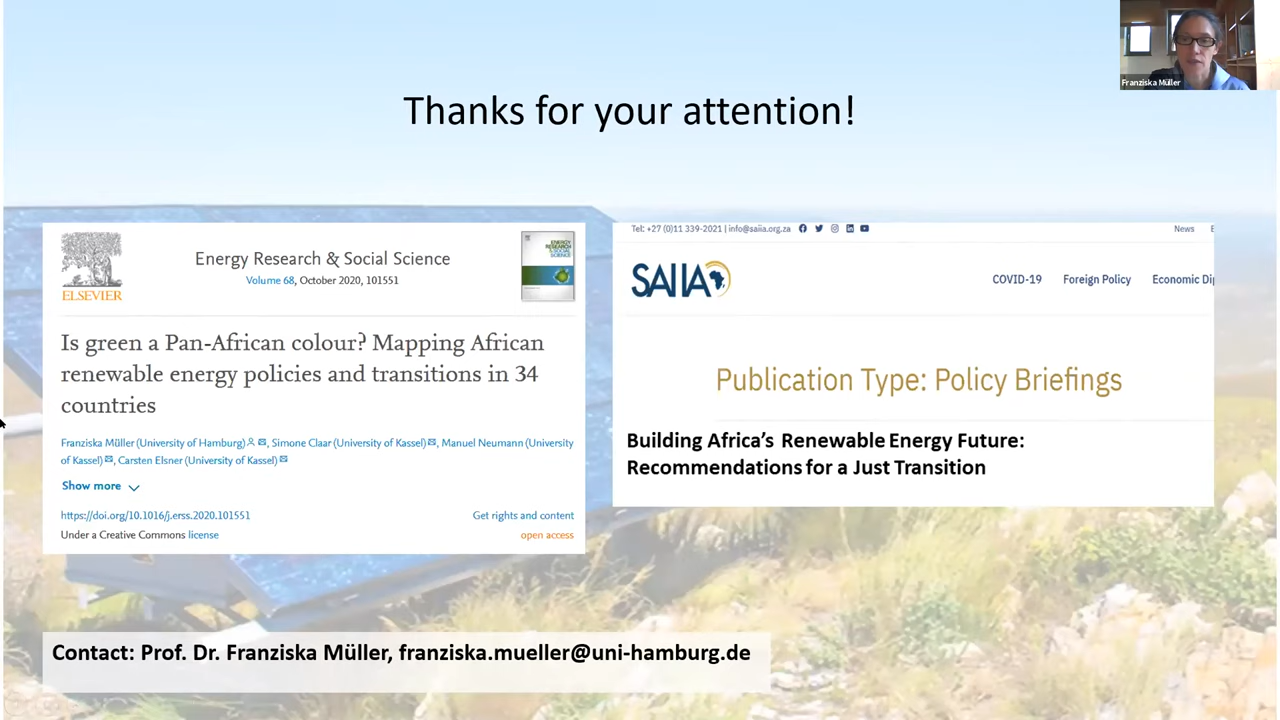 Franziska Müller
Thanks for your attention!
ELSEVIER
Energy Research & Social Science
Volume 68, October 2020, 101551
ENERGY
RESEARCH
& SOCIAL
SCIENCE
Is green a Pan-African colour? Mapping African
renewable energy policies and transitions in 34
countries
Franziska Müller (University of Hamburg), Simone Claar (University of Kassel), Manuel Neumann (University
of Kassel), Carsten Elsner (University of Kassel)
Show more
https://doi.org/10.1016/j.erss.2020.101551
Get rights and content
Under a Creative Commons license
open access
Tel: +27 (0)11 339-2021 | info@saiia.org.za
News
SAIIA
COVID-19 Foreign Policy Economic Dip
Publication Type: Policy Briefings
Building Africa’s Renewable Energy Future:
Recommendations for a Just Transition
Contact: Prof. Dr. Franziska Müller, franziska.mueller@uni-hamburg.de